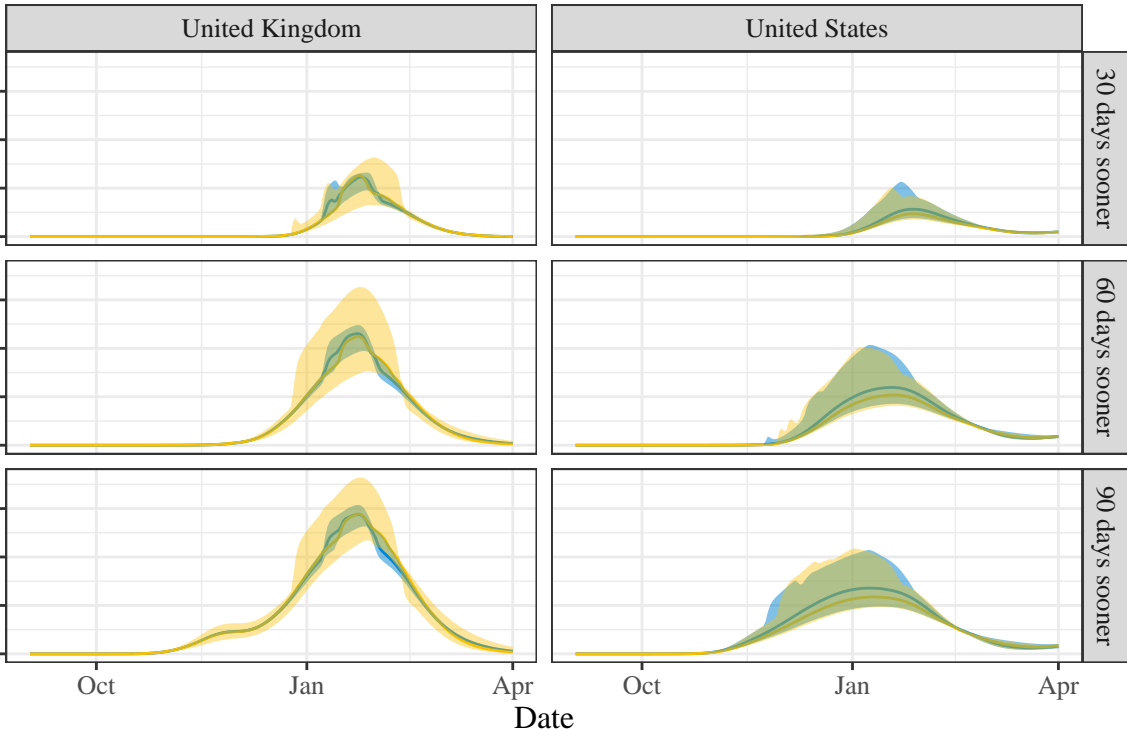 United Kingdom
United States
30 days sooner
60 days sooner
90 days sooner
Oct
Jan
Apr
Oct
Jan
Apr
Date